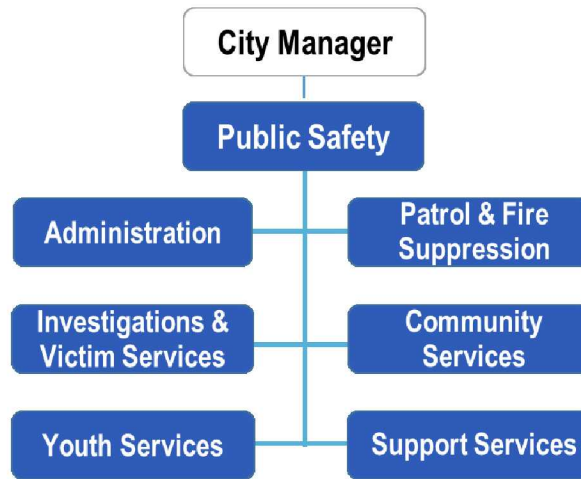 City Manager
Public Safety
Administration
Patrol & Fire
Suppression
Investigations &
Victim Services
Community
Services
Youth Services
Support Services